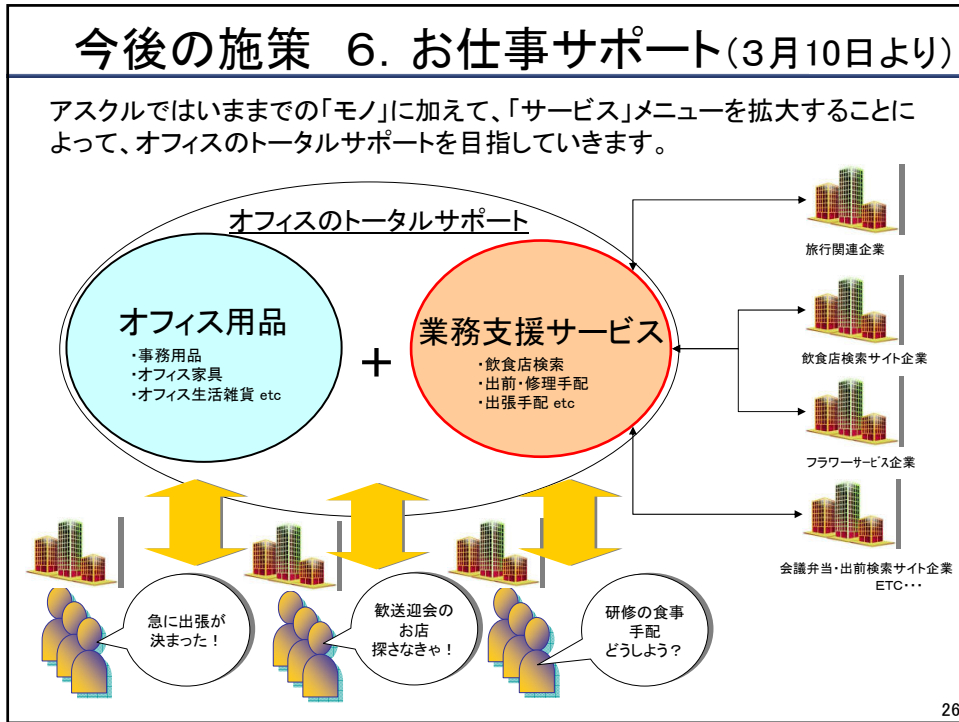 今後の施策　６．お仕事サポート（３月10日より）
アスクルではいままでの「モノ」に加えて、「サービス」メニューを拡大することに
よって、オフィスのトータルサポートを目指していきます。
オフィスのトータルサポート
オフィス用品
・事務用品
・オフィス家具
・オフィス生活雑貨 etc
＋
業務支援サービス
・飲食店検索
・出前・修理手配
・出張手配 etc
旅行関連企業
飲食店検索サイト企業
フラワーサービス企業
会議弁当・出前検索サイト企業
ETC・・・
急に出張が
決まった！
歓送迎会の
お店
探さなきゃ！
研修の食事
手配
どうしよう？
26